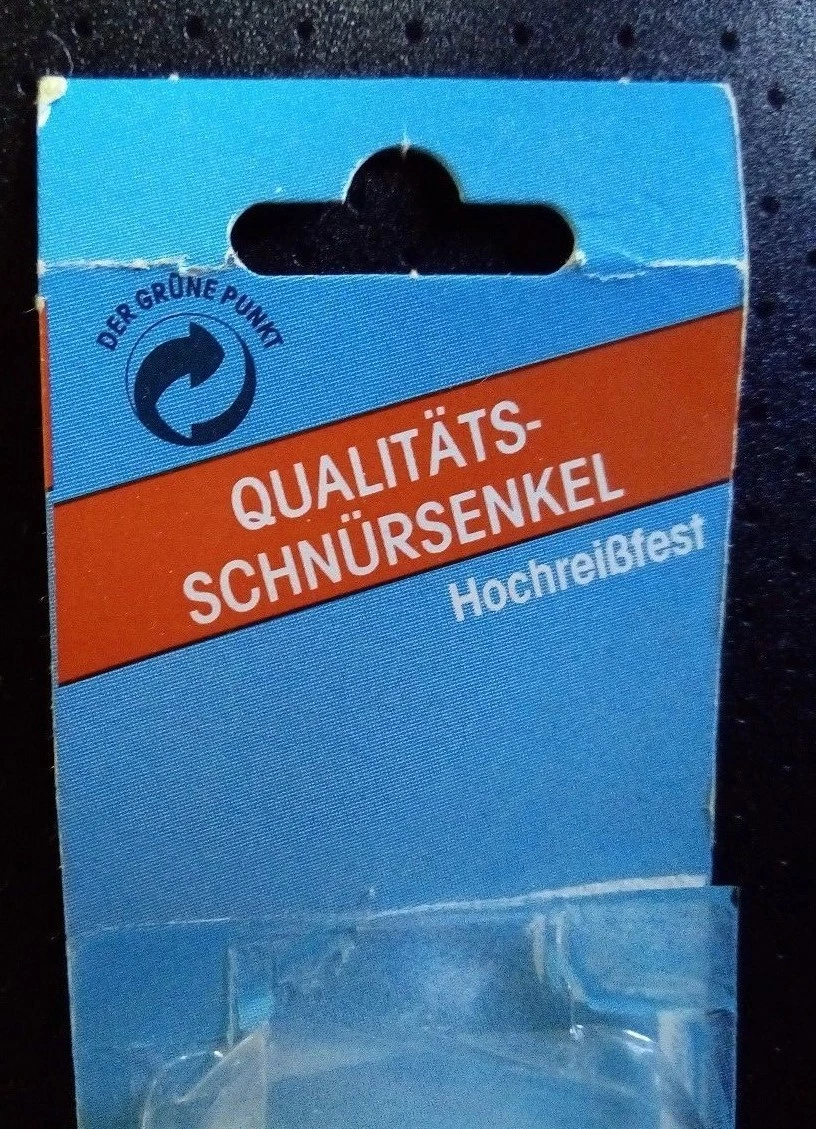 DER GRÜNE PUNKT
QUALITÄTS-
SCHNÜRSENKEL
Hochreißfest